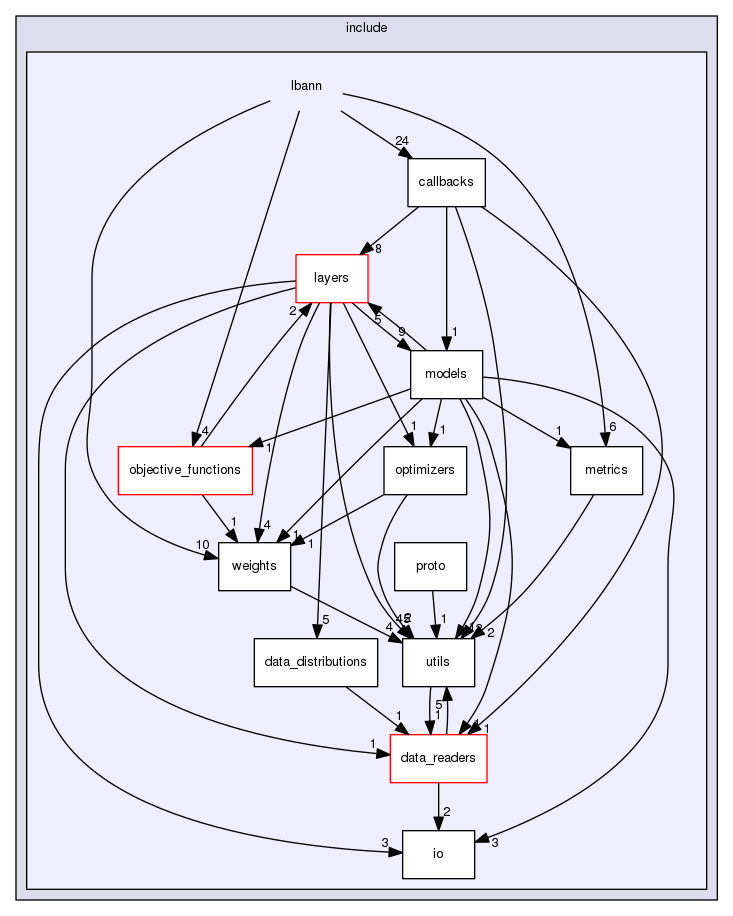 include
lbann
24
callbacks
8
layers
2
5
9
1
models
4
1
1
1
1
6
objective_functions
optimizers
metrics
10
1
4
1
1
weights
proto
5
4
1
2
data_distributions
utils
1
5
1
1
1
data_readers
2
3
3
io